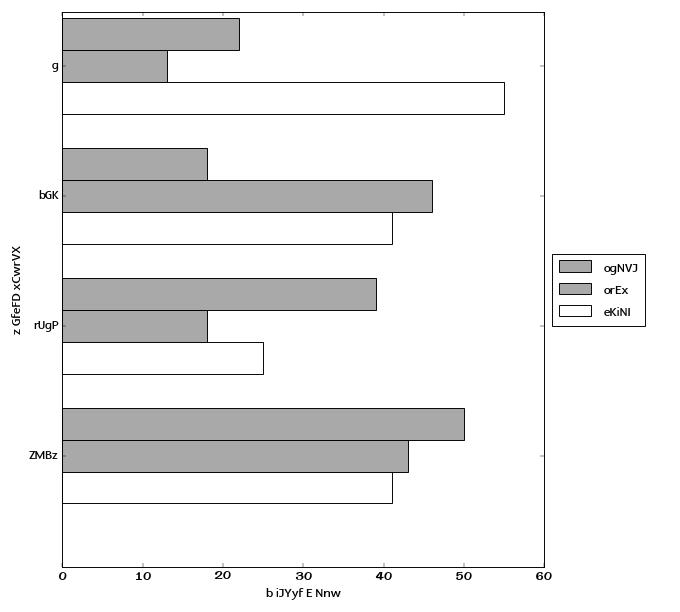 g
bGK
rUgP
ZMBz
z GfeFD xCwrVX
0 10 20 30 40 50 60
b iJYyf E Nnw
ogNVJ
orEx
eKiNI